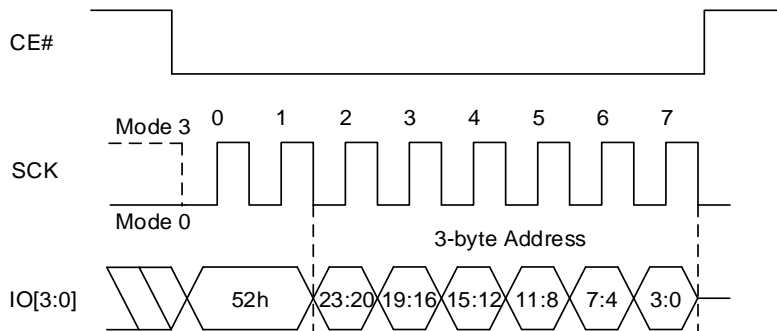 CE#
Mode 3 0 1 2 3 4 5 6 7
SCK
Mode 0
3-byte Address
IO[3:0] 52h 23:20 19:16 15:12 11:8 7:4 3:0